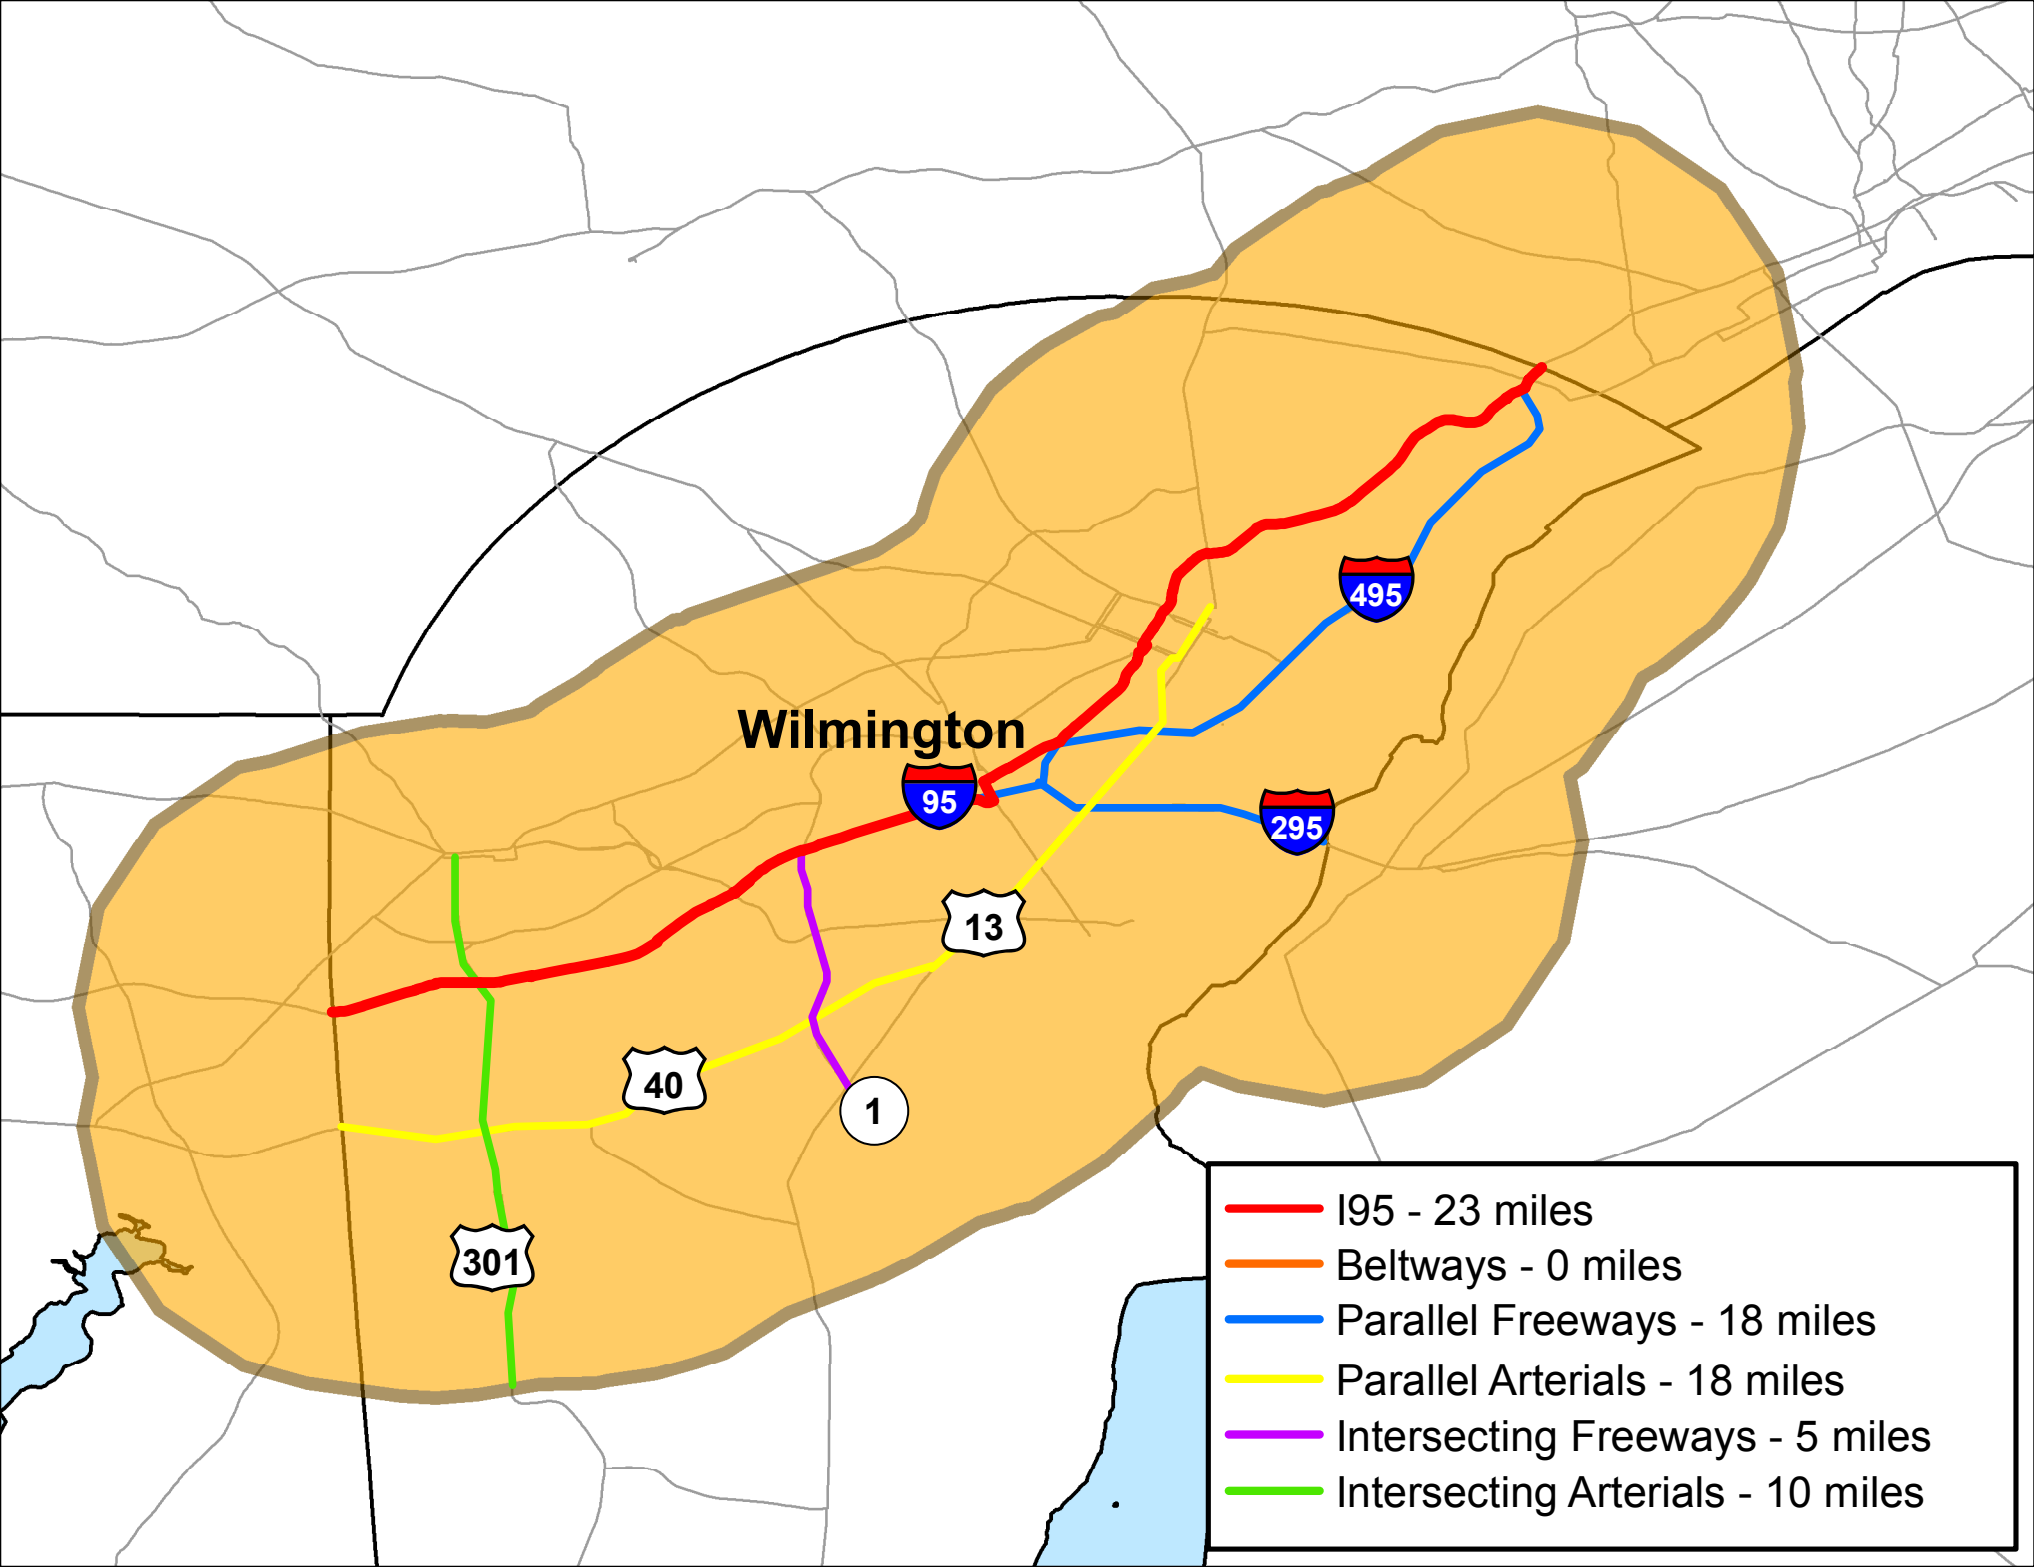 495
Wilmington
95
295
13
40
1
301
I95 - 23 miles
Beltways - 0 miles
Parallel Freeways - 18 miles
Parallel Arterials - 18 miles
Intersecting Freeways - 5 miles
Intersecting Arterials - 10 miles